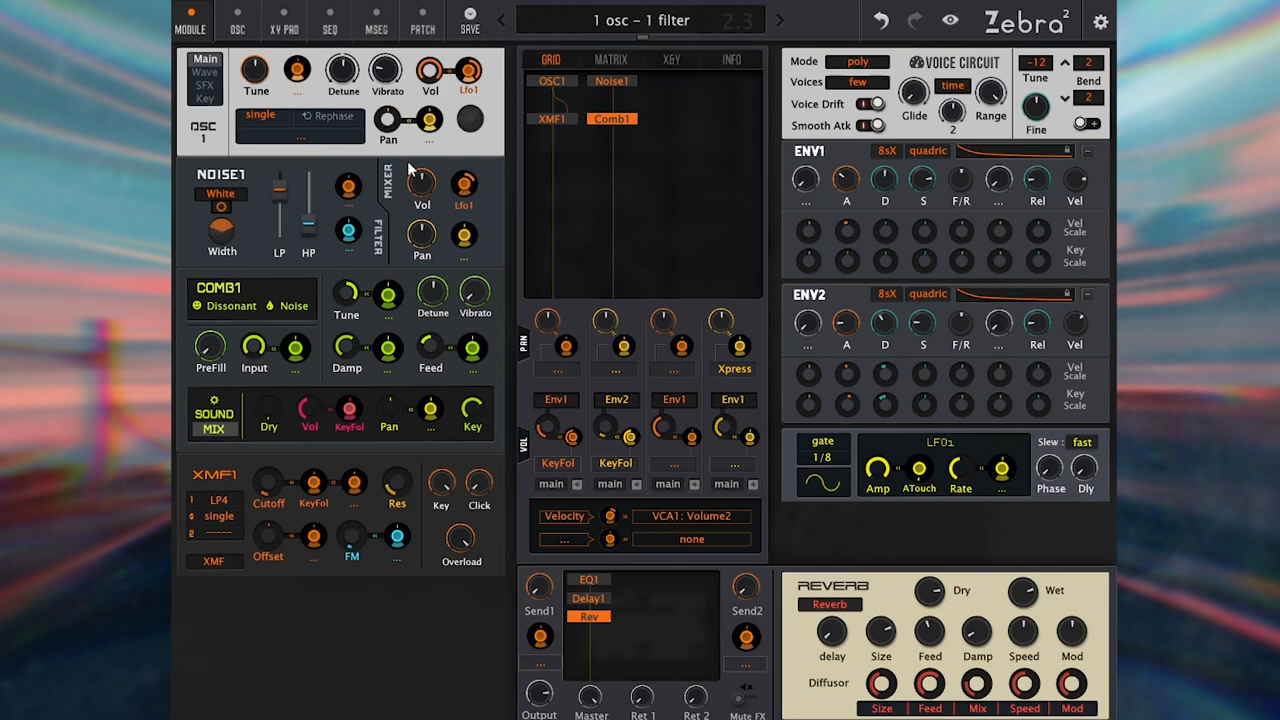 MODULE OSC XY PAD SEQ MSEG PATCH SAVE
1 osc - 1 filter 2.3
Zebra²
Main
Wave
SFX
Key
OSC
1
Tune ... Detune Vibrato Vol Lfo1
single Rephase
...
Pan ...
NOISE1
White
Width
LP HP
...
...
MIXER
FILTER
Vol Lfo1
Pan ...
COMB1
Dissonant Noise
Tune ... Detune Vibrato
PreFill Input ... Damp ... Feed ...
SOUND
MIX
Dry Vol KeyFol Pan ... Key
XMF1
1 LP4
single
2 -----
XMF
Cutoff KeyFol ... Res
Offset ... FM ...
Key Click
Overload
GRID MATRIX X&Y INFO
OSC1 Noise1
XMF1 Comb1
PAN
... ... ... Xpress
Env1 Env2 Env1 Env1
VOL
KeyFol KeyFol ... ...
main main main main
Velocity VCA1: Volume2
... none
Send1
...
EQ1
Delay1
Rev
Send2
...
Output Master Ret 1 Ret 2 Mute FX
Mode poly
Voices few
Voice Drift
Smooth Atk
VOICE CIRCUIT
time
Glide 2 Range
-12 2
Tune Bend
2
Fine
ENV1 8sX quadric
... A D S F/R ... Rel Vel
Vel
Scale
Key
Scale
ENV2 8sX quadric
... A D S F/R ... Rel Vel
Vel
Scale
Key
Scale
gate
1/8
LFO1
Amp ATouch Rate ...
Slew : fast
Phase Dly
REVERB
Reverb
Dry Wet
delay Size Feed Damp Speed Mod
Diffusor
Size Feed Mix Speed Mod